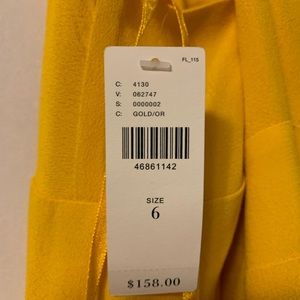 FL_115
C: 4130
V: 062747
S: 0000002
C: GOLD/OR
46861142
SIZE
6
$158.00